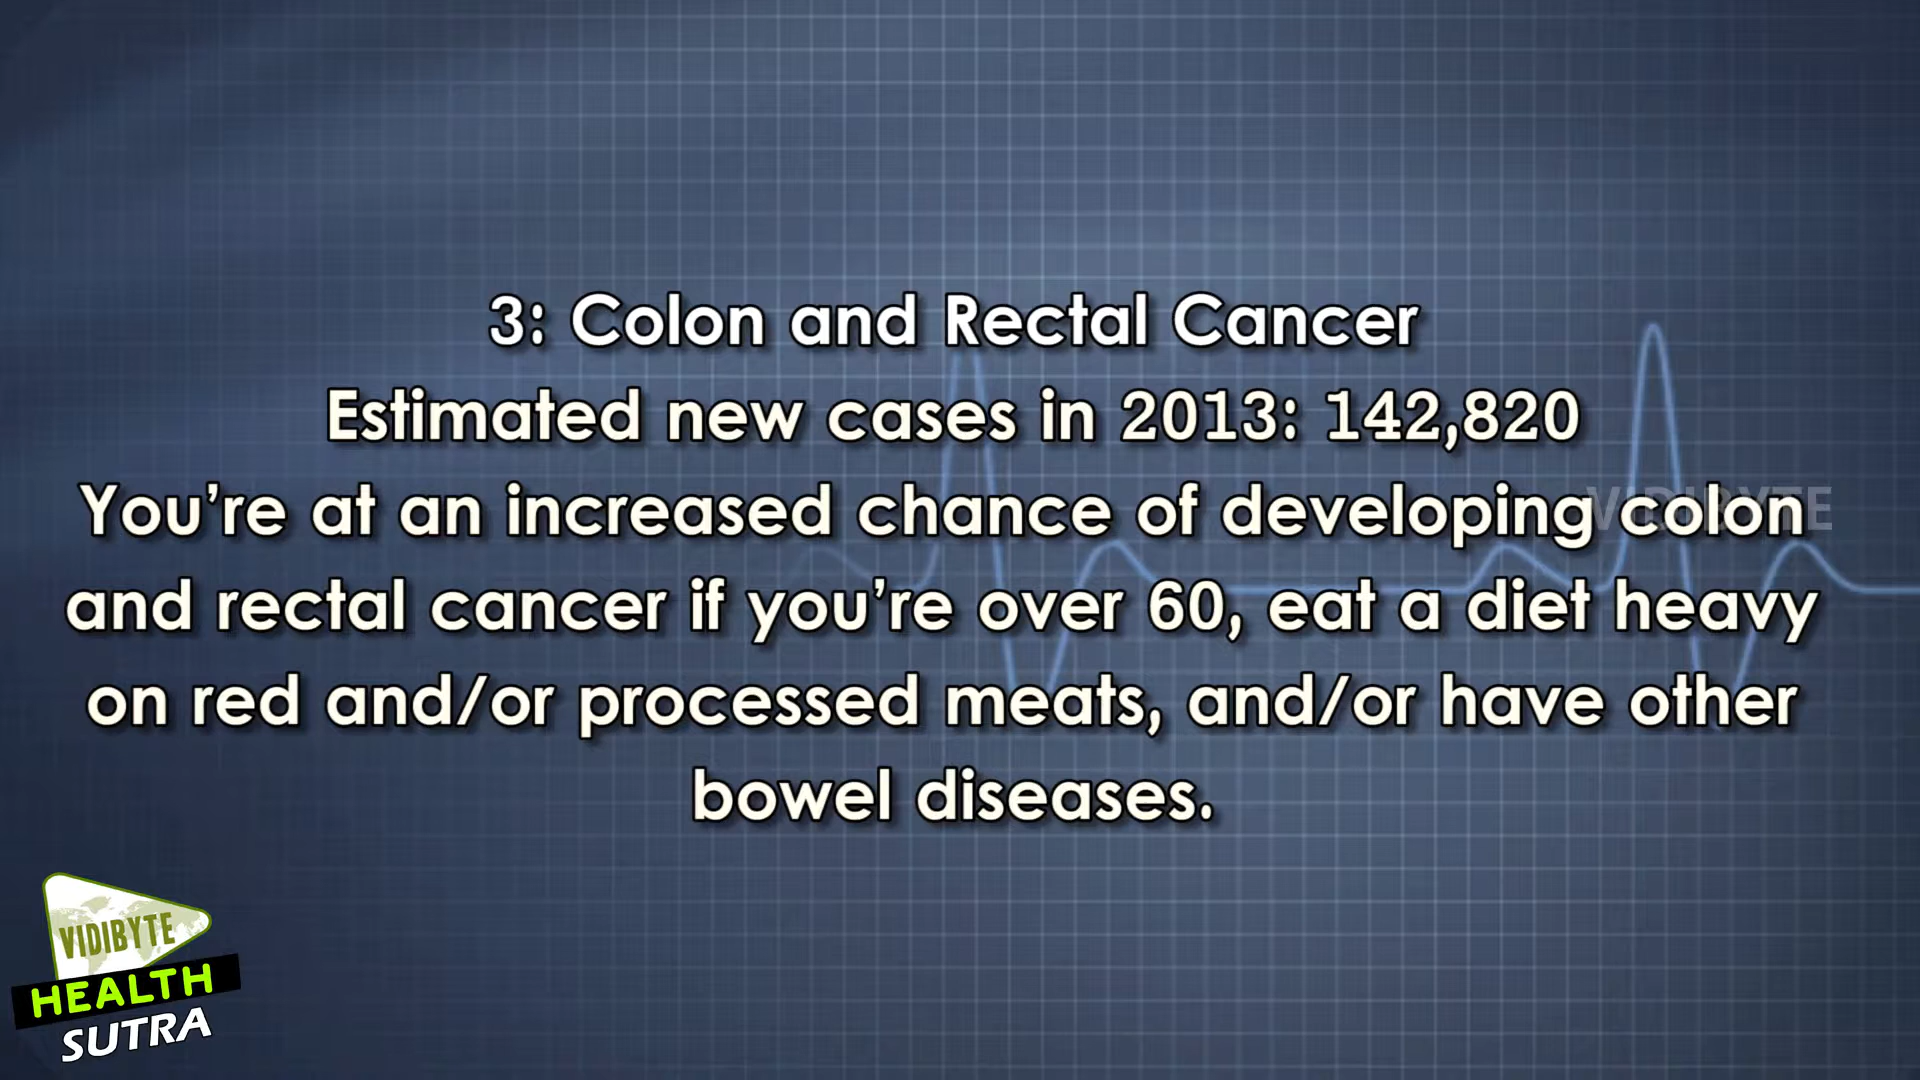 3: Colon and Rectal Cancer
Estimated new cases in 2013: 142,820
You’re at an increased chance of developing colon
and rectal cancer if you’re over 60, eat a diet heavy
on red and/or processed meats, and/or have other
bowel diseases.
VIDIBYTE
VIDIBYTE
HEALTH
SUTRA